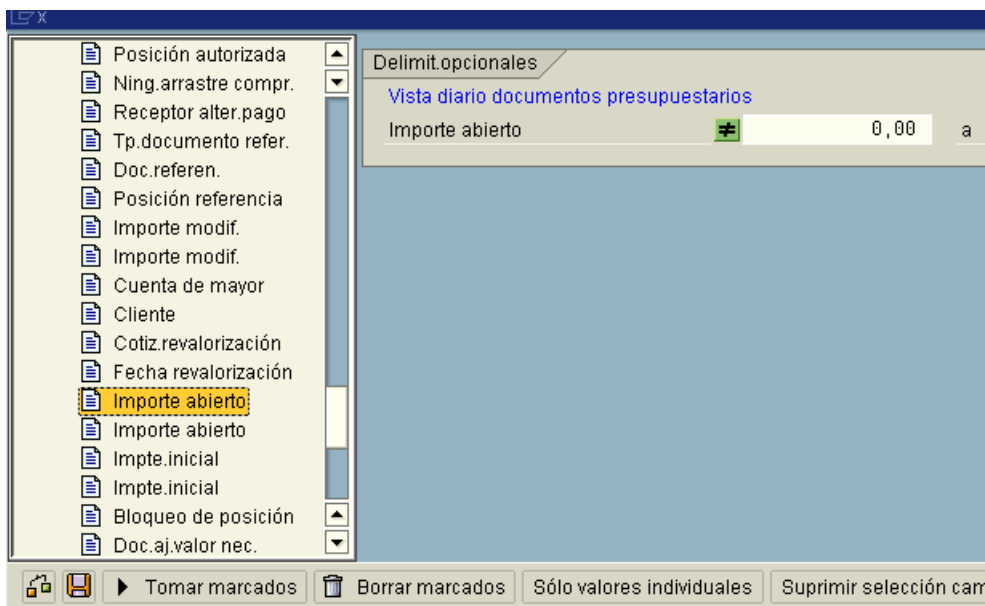 Posición autorizada
Ning.arrastre compr.
Receptor alter.pago
Tp.documento refer.
Doc.referen.
Posición referencia
Importe modif.
Importe modif.
Cuenta de mayor
Cliente
Cotiz.revalorización
Fecha revalorización
Importe abierto
Importe abierto
Impte.inicial
Impte.inicial
Bloqueo de posición
Doc.aj.valor nec.
Delimit.opcionales
Vista diario documentos presupuestarios
Importe abierto ≠ 0,00 a
Tomar marcados Borrar marcados Sólo valores individuales Suprimir selección cam